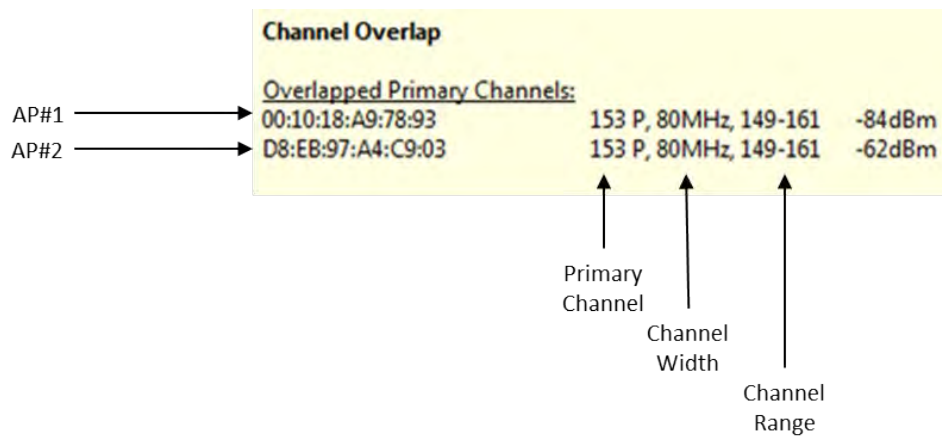 Channel Overlap
Overlapped Primary Channels:
AP#1 00:10:18:A9:78:93 153 P, 80MHz, 149-161 -84dBm
AP#2 D8:EB:97:A4:C9:03 153 P, 80MHz, 149-161 -62dBm
Primary
Channel
Channel
Width
Channel
Range